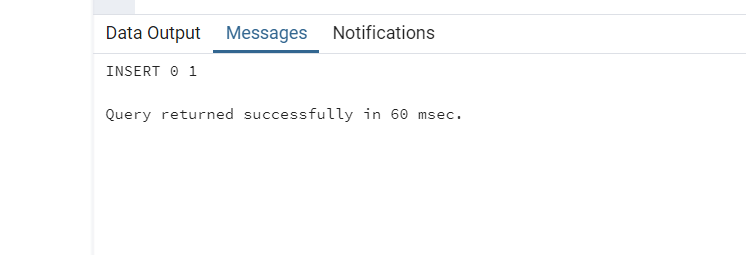 Data Output Messages Notifications
INSERT 0 1
Query returned successfully in 60 msec.